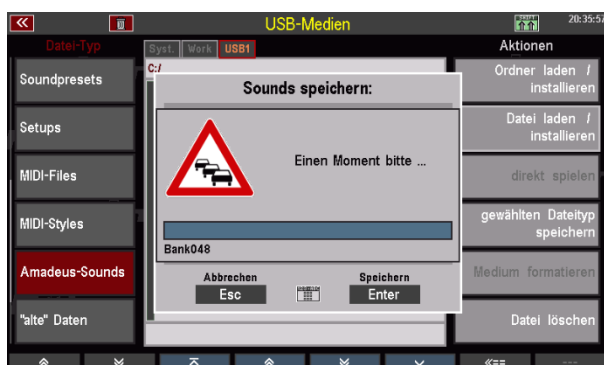 USB-Medien
20:35:57
Datei-Typ
Syst. Work USB1
Aktionen
C:/
Soundpresets
Setups
MIDI-Files
MIDI-Styles
Amadeus-Sounds
"alte" Daten
Sounds speichern:
Einen Moment bitte ...
Bank048
Abbrechen
Esc
Speichern
Enter
Ordner laden /
installieren
Datei laden /
installieren
direkt spielen
gewählten Dateityp
speichern
Medium formatieren
Datei löschen